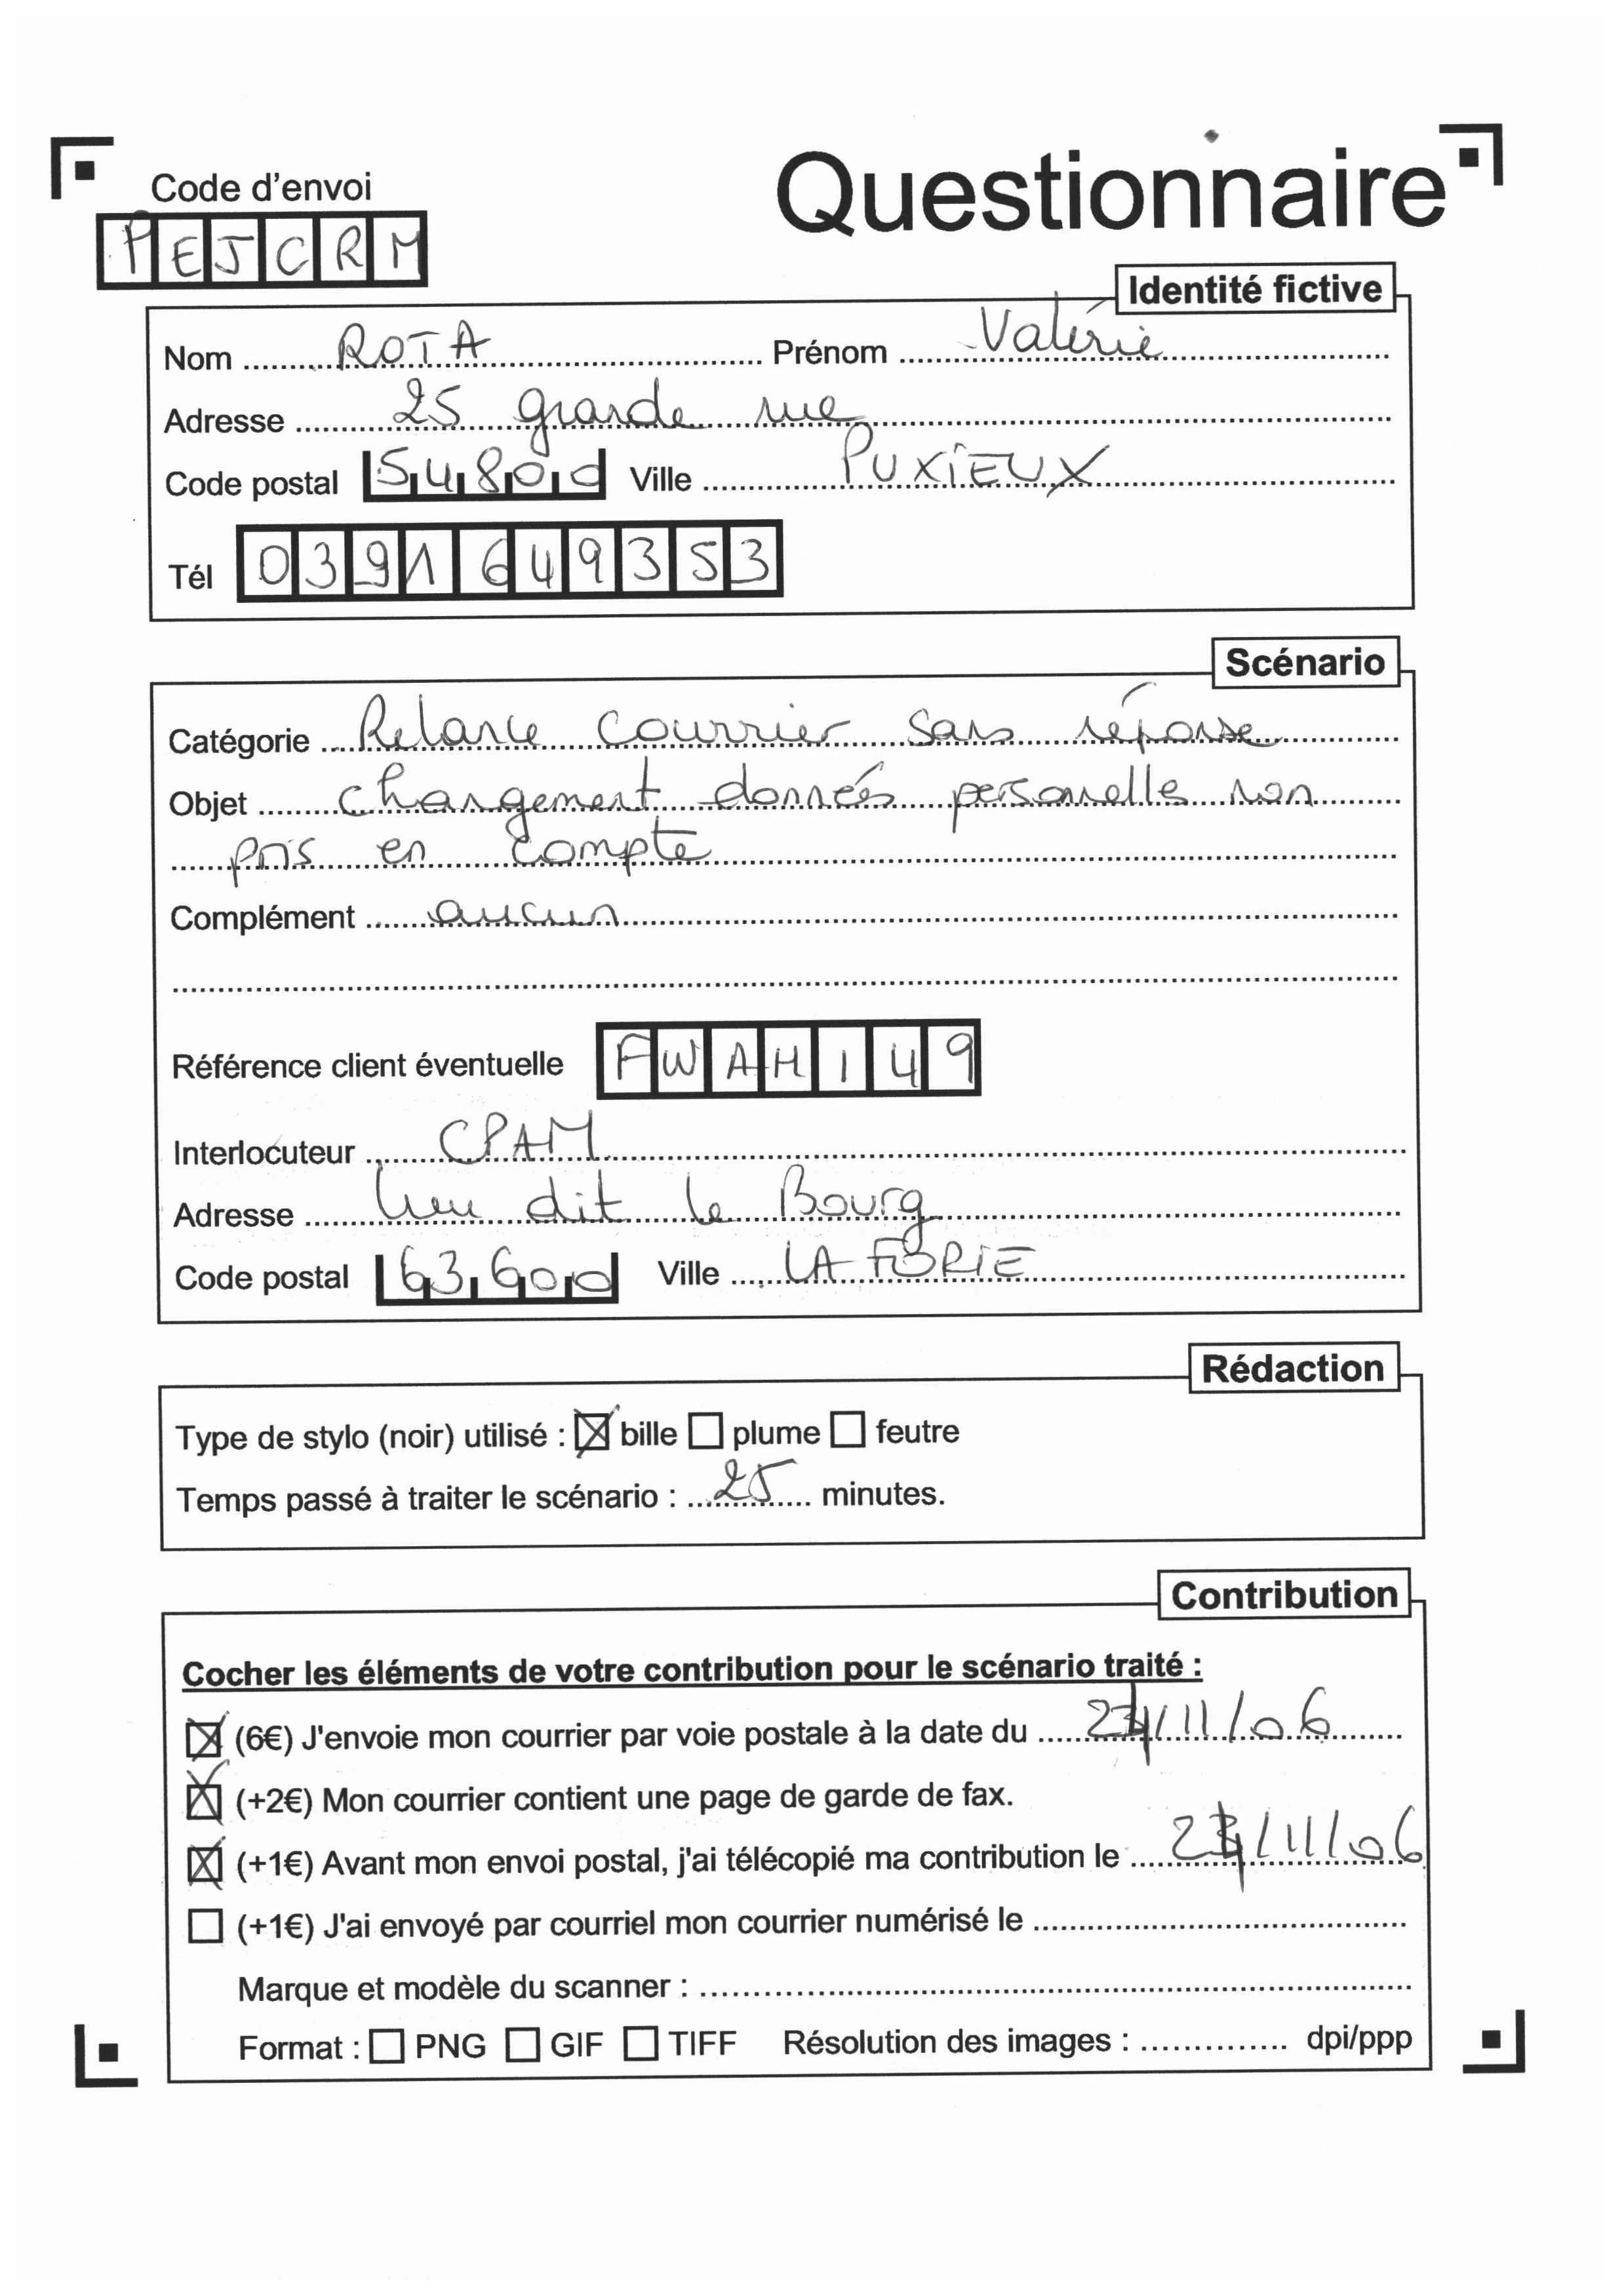 Code d'envoi
PEJCRM
Questionnaire
Identité fictive
Nom ROTA Prénom Valérie
Adresse 25 grande rue
Code postal 54800 Ville PUXIEUX
Tél 0391649353
Scénario
Catégorie Relance courrier sans réponse
Objet changement données personnelles non
pris en compte
Complément aucun
Référence client éventuelle FWAH149
Interlocuteur CPAM
Adresse lieu dit le Bourg
Code postal 63600 Ville LA FORIE
Rédaction
Type de stylo (noir) utilisé : bille plume feutre
Temps passé à traiter le scénario : 25 minutes.
Contribution
Cocher les éléments de votre contribution pour le scénario traité :
(6€) J'envoie mon courrier par voie postale à la date du 24/11/06
(+2€) Mon courrier contient une page de garde de fax.
(+1€) Avant mon envoi postal, j'ai télécopié ma contribution le 24/11/06
(+1€) J'ai envoyé par courriel mon courrier numérisé le
Marque et modèle du scanner :
Format : PNG GIF TIFF Résolution des images : dpi/ppp